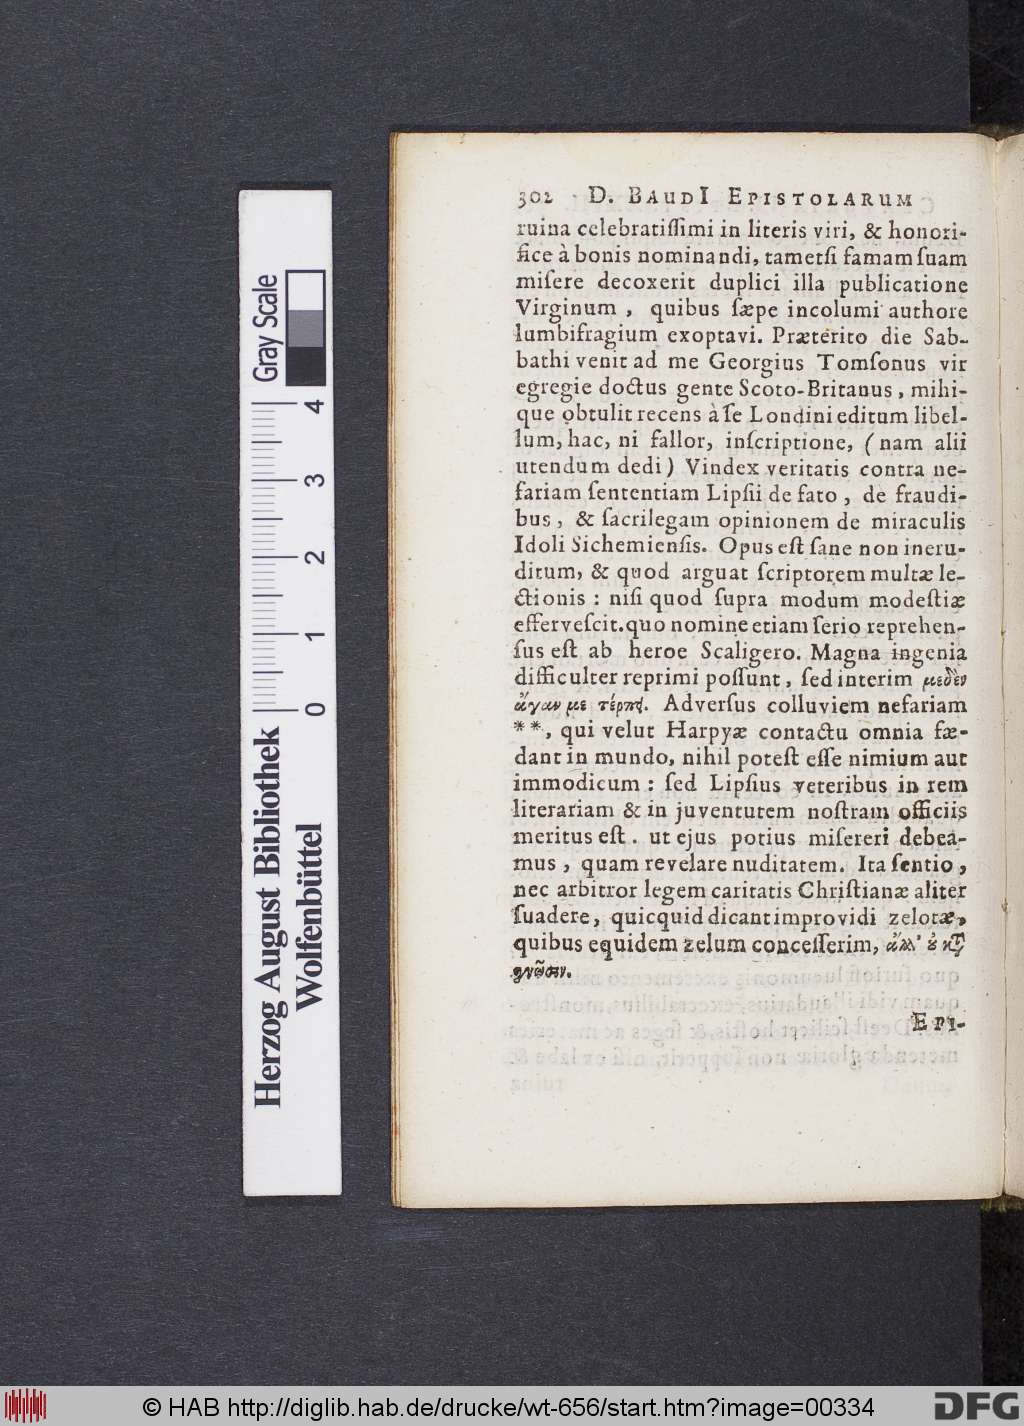 302 D. BAUDI EPISTOLARUM
ruina celebratiſſimi in literis viri, & honori-
fice à bonis nominandi, tametſi famam ſuam
miſere decoxerit duplici illa publicatione
Virginum, quibus ſæpe incolumi authore
lumbifragium exoptavi. Præterito die Sab-
bathi venit ad me Georgius Tomſonus vir
egregie doctus gente Scoto-Britanus, mihi-
que obtulit recens à ſe Londini editum libel-
lum, hac, ni fallor, inſcriptione, (nam alii
utendum dedi) Vindex veritatis contra ne-
fariam ſententiam Lipſii de fato, de fraudi-
bus, & ſacrilegam opinionem de miraculis
Idoli Sichemienſis. Opus eſt ſane non ineru-
ditum, & quod arguat ſcriptorem multæ le-
ctionis: niſi quod ſupra modum modeſtiæ
efferveſcit. quo nomine etiam ſerio reprehen-
ſus eſt ab heroe Scaligero. Magna ingenia
difficulter reprimi poſſunt, ſed interim μεδὲν
ἄγαν με τέρπει. Adverſus colluviem nefariam
**, qui velut Harpyæ contactu omnia fæ-
dant in mundo, nihil poteſt eſſe nimium aut
immodicum: ſed Lipſius veteribus in rem
literariam & in juventutem noſtram officiis
meritus eſt. ut ejus potius miſereri debea-
mus, quam revelare nuditatem. Ita ſentio,
nec arbitror legem caritatis Chriſtianæ aliter
ſuadere, quicquid dicant improvidi zelotæ,
quibus equidem zelum conceſſerim, ἀλλ' ȣ κατ'
γνῶσιν.
EPI-
Herzog August Bibliothek
Wolfenbüttel
Gray Scale
0 1 2 3 4
© HAB http://diglib.hab.de/drucke/wt-656/start.htm?image=00334
DFG